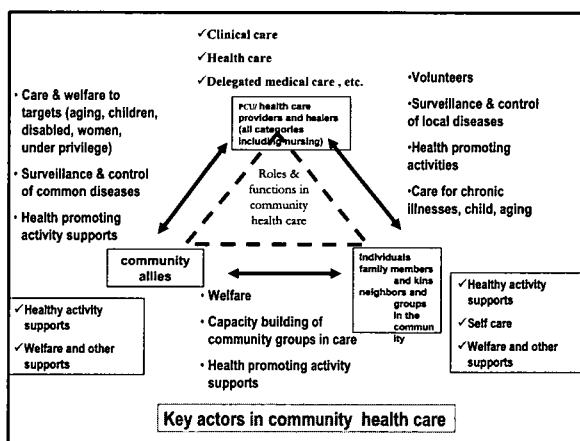 ✓Clinical care
✓Health care
✓Delegated medical care , etc.
• Care & welfare to
targets (aging, children,
disabled, women,
under privilege)
• Surveillance & control
of common diseases
• Health promoting
activity supports
PCU/ health care
providers and healers
(all categories
including nursing)
•Volunteers
•Surveillance & control
of local diseases
•Health promoting
activities
•Care for chronic
illnesses, child, aging
Roles &
functions in
community
health care
community
allies
Individuals
family members
and kins
neighbors and
groups
in the
commun
ity
✓Healthy activity
supports
✓Welfare and other
supports
• Welfare
• Capacity building of
community groups in care
• Health promoting activity
supports
✓Healthy activity
supports
✓Self care
✓Welfare and other
supports
Key actors in community health care